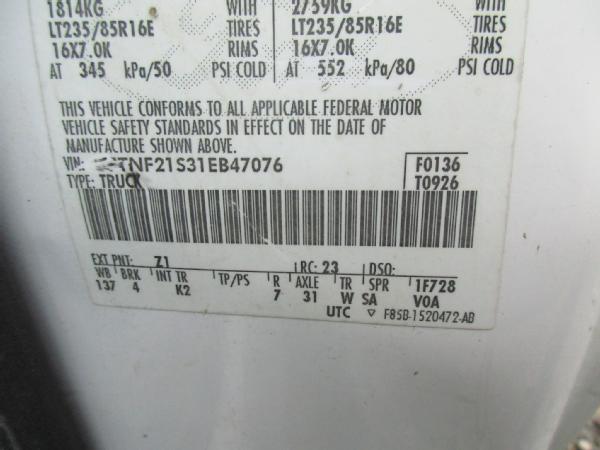 1814KG WITH 2759KG WITH
LT235/85R16E TIRES LT235/85R16E TIRES
16X7.0K RIMS 16X7.0K RIMS
AT 345 kPa/50 PSI COLD AT 552 kPa/80 PSI COLD
THIS VEHICLE CONFORMS TO ALL APPLICABLE FEDERAL MOTOR
VEHICLE SAFETY STANDARDS IN EFFECT ON THE DATE OF
MANUFACTURE SHOWN ABOVE.
VIN: TNF21S31EB47076 F0136
TYPE: TRUCK T0926
EXT PNT: Z1 RC: 23 DSO:
WB BRK INT TR TP/PS R AXLE TR SPR 1F728
137 4 K2 7 31 W SA VOA
UTC ▽ F85B-1520472-AB